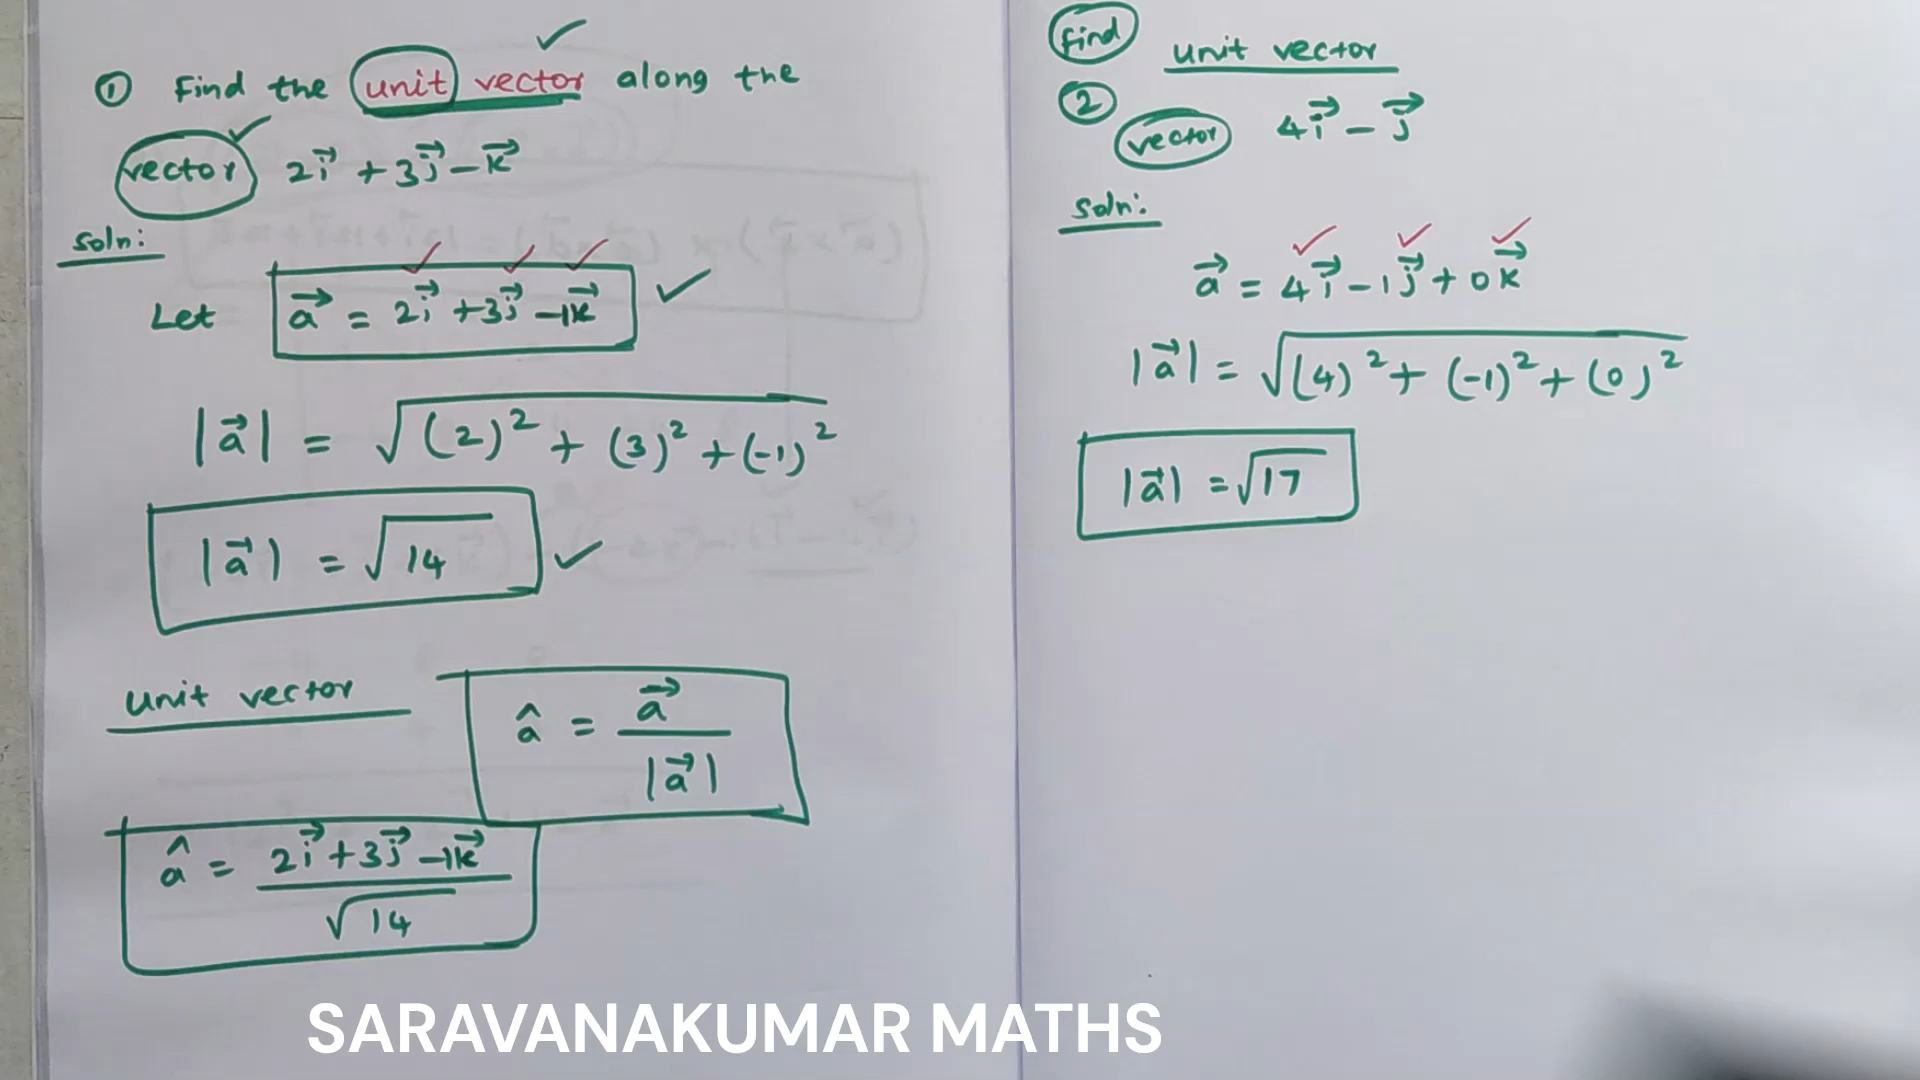 ① Find the unit vector along the
vector 2i⃗ + 3j⃗ - k⃗
Soln:
Let a⃗ = 2i⃗ + 3j⃗ - 1k⃗
|a⃗| = √(2)² + (3)² + (-1)²
|a⃗| = √14
unit vector
â = a⃗ / |a⃗|
â = 2i⃗ + 3j⃗ - 1k⃗ / √14
Find unit vector
② vector 4i⃗ - j⃗
Soln:
a⃗ = 4i⃗ - 1j⃗ + 0k⃗
|a⃗| = √(4)² + (-1)² + (0)²
|a⃗| = √17
SARAVANAKUMAR MATHS